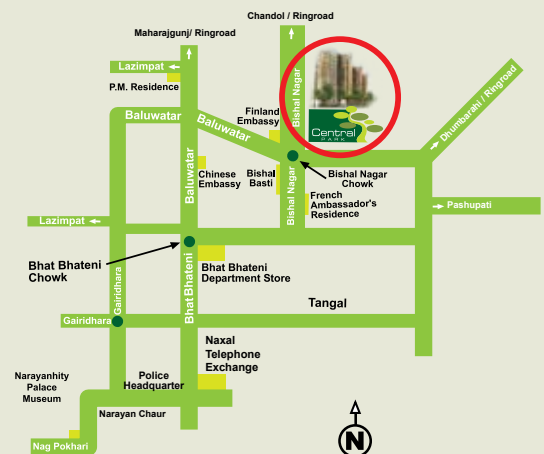 Chandol / Ringroad
Maharajgunj/ Ringroad
Lazimpat
P.M. Residence
Bishal Nagar
Dhumbarahi / Ringroad
Baluwatar
Baluwatar
Finland
Embassy
Central
PARK
Baluwatar
Chinese
Embassy
Bishal
Basti
Bishal Nagar
Bishal Nagar
Chowk
French
Ambassador's
Residence
Pashupati
Lazimpat
Bhat Bhateni
Chowk
Gairidhara
Bhat Bhateni
Bhat Bhateni
Department Store
Tangal
Gairidhara
Naxal
Telephone
Exchange
Narayanhity
Palace
Museum
Police
Headquarter
Narayan Chaur
Nag Pokhari
N